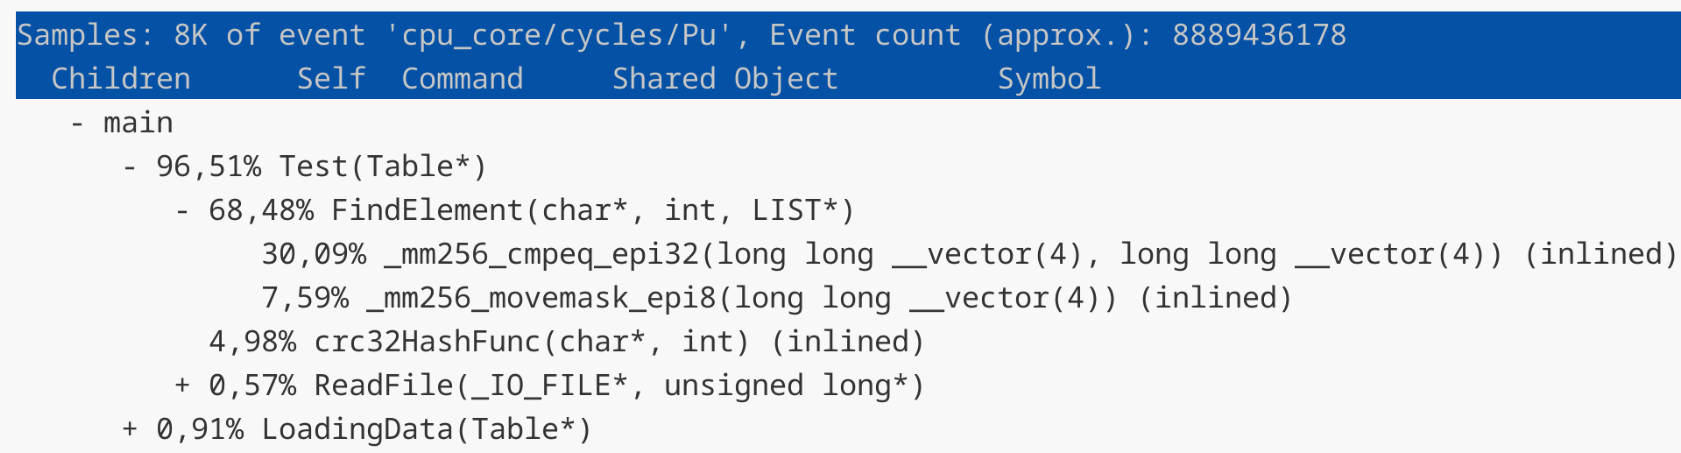 Samples: 8K of event 'cpu_core/cycles/Pu', Event count (approx.): 8889436178
Children Self Command Shared Object Symbol
- main
- 96,51% Test(Table*)
- 68,48% FindElement(char*, int, LIST*)
30,09% _mm256_cmpeq_epi32(long long __vector(4), long long __vector(4)) (inlined)
7,59% _mm256_movemask_epi8(long long __vector(4)) (inlined)
4,98% crc32HashFunc(char*, int) (inlined)
+ 0,57% ReadFile(_IO_FILE*, unsigned long*)
+ 0,91% LoadingData(Table*)